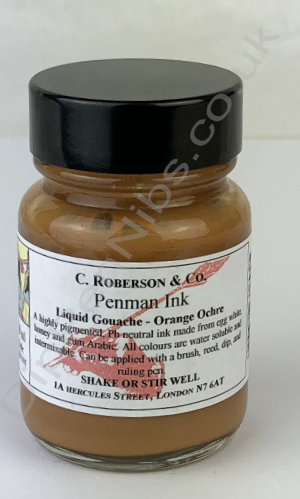 C. ROBERSON & Co.
Penman Ink
Liquid Gouache - Orange Ochre
A highly pigmented, Ph neutral ink made from egg white,
honey and gum Arabic. All colours are water soluble and
interminable. Can be applied with a brush, reed, dip, and
ruling pen.
SHAKE OR STIR WELL
1A HERCULES STREET, LONDON N7 6AT